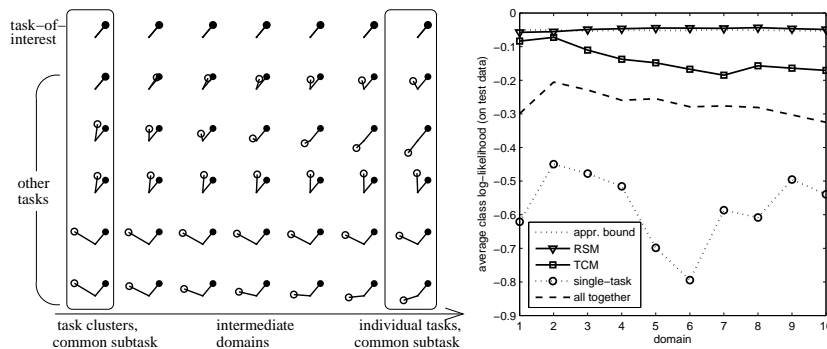 task-of-
interest
other
tasks
task clusters,
common subtask
intermediate
domains
individual tasks,
common subtask
average class log-likelihood (on test data)
0
−0.1
−0.2
−0.3
−0.4
−0.5
−0.6
−0.7
−0.8
−0.9
appr. bound
RSM
TCM
single-task
all together
1 2 3 4 5 6 7 8 9 10
domain